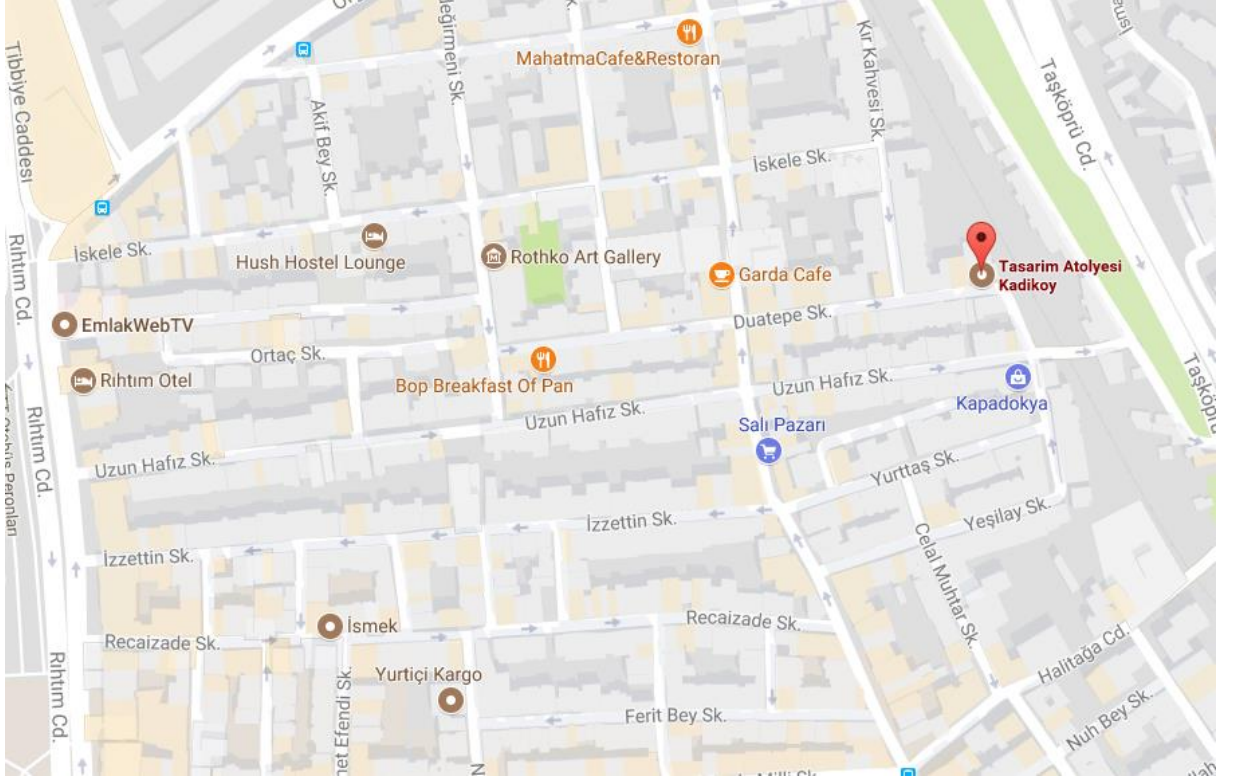 MahatmaCafe&Restoran
Tibbiye Caddesi
Akif Bey Sk.
Kır Kahvesi Sk.
Taşköprü Cd.
İskele Sk.
İskele Sk.
Hush Hostel Lounge
Rothko Art Gallery
Garda Cafe
Tasarim Atolyesi
Kadikoy
Rıhtım Cd.
EmlakWebTV
Duatepe Sk.
Ortaç Sk.
Rıhtım Otel
Bop Breakfast Of Pan
Uzun Hafız Sk.
Kapadokya
Taşköprü
Rıhtım Cd.
Uzun Hafız Sk.
Salı Pazarı
Uzun Hafız Sk.
Yurttaş Sk.
İzzettin Sk.
Yeşilay Sk.
İzzettin Sk.
Celal Muhtar Sk.
İsmek
Recaizade Sk.
Recaizade Sk.
Halitağa Cd.
Rıhtım Cd.
Yurtiçi Kargo
net Efendi Sk.
Ferit Bey Sk.
Nuh Bey Sk.